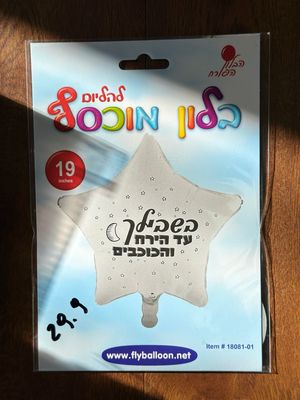 הבלון
הפורח
להליום
בלון מוכסף
19
inches
בשבילך
עד הירח
והכוכבים
29.9
Item # 18081-01
www.flyballoon.net